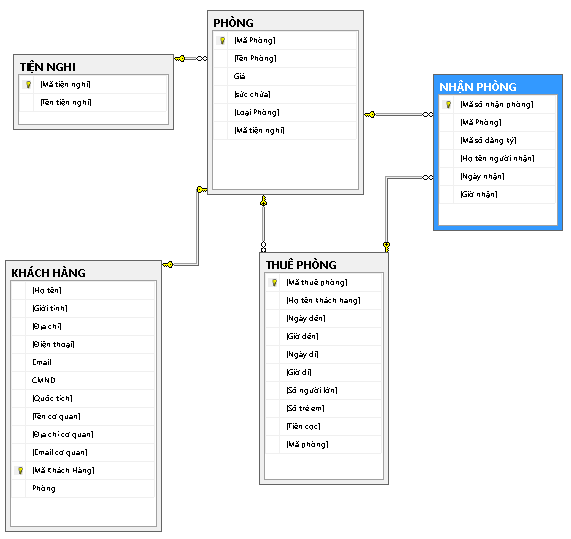 PHÒNG
[Mã Phòng]
[Tên Phòng]
Giá
[sức chứa]
[Loại Phòng]
[Mã tiện nghi]
TIỆN NGHI
[Mã tiện nghi]
[Tên tiện nghi]
NHẬN PHÒNG
[Mã số nhận phòng]
[Mã Phòng]
[Mã số đăng ký]
[Họ tên người nhận]
[Ngày nhận]
[Giờ nhận]
KHÁCH HÀNG
[Họ tên]
[Giới tính]
[Địa chỉ]
[Điện thoại]
Email
CMND
[Quốc tịch]
[Tên cơ quan]
[Địa chỉ cơ quan]
[Email cơ quan]
[Mã Khách Hàng]
Phòng
THUÊ PHÒNG
[Mã thuê phòng]
[Họ tên khách hàng]
[Ngày đến]
[Giờ đến]
[Ngày đi]
[Giờ đi]
[Số người lớn]
[Số trẻ em]
[Tiền cọc]
[Mã phòng]